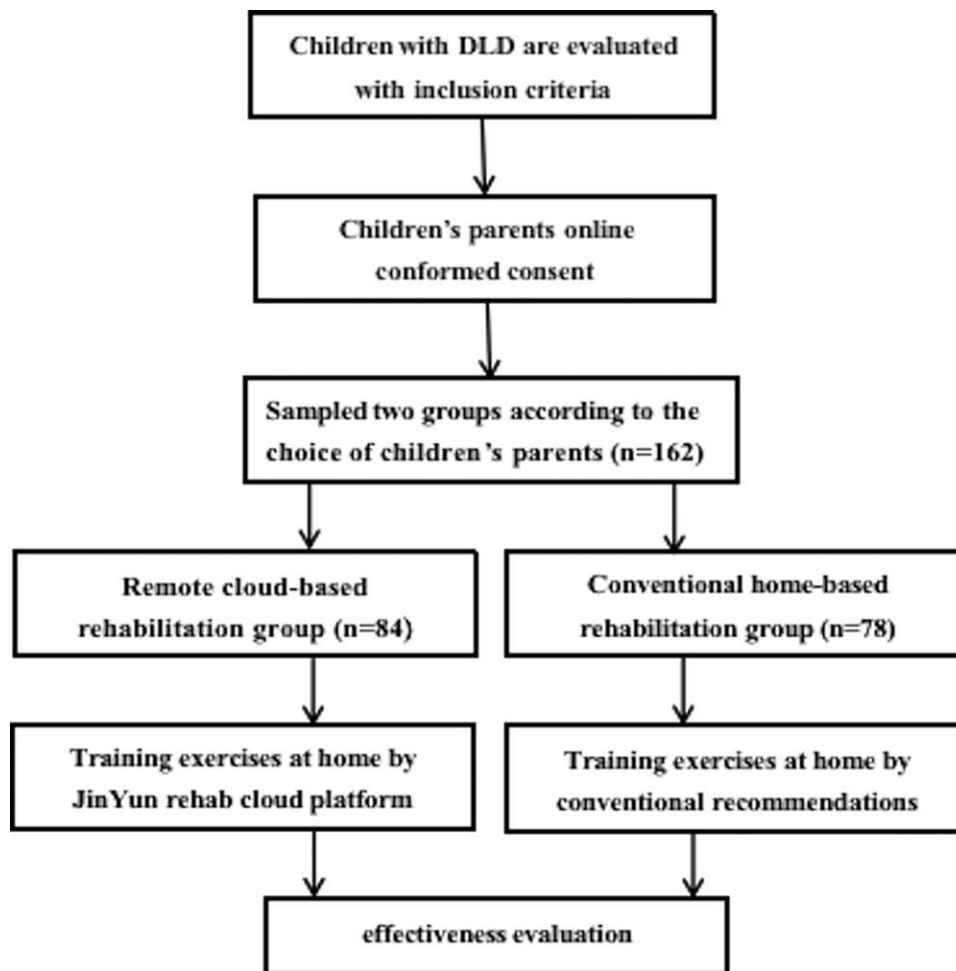 Children with DLD are evaluated
with inclusion criteria
Children's parents online
conformed consent
Sampled two groups according to the
choice of children's parents (n=162)
Remote cloud-based
rehabilitation group (n=84)
Conventional home-based
rehabilitation group (n=78)
Training exercises at home by
JinYun rehab cloud platform
Training exercises at home by
conventional recommendations
effectiveness evaluation